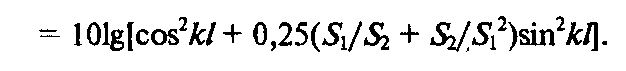 = 10lg[cos²kl + 0,25(S₁/S₂ + S₂/S₁²)sin²kl].